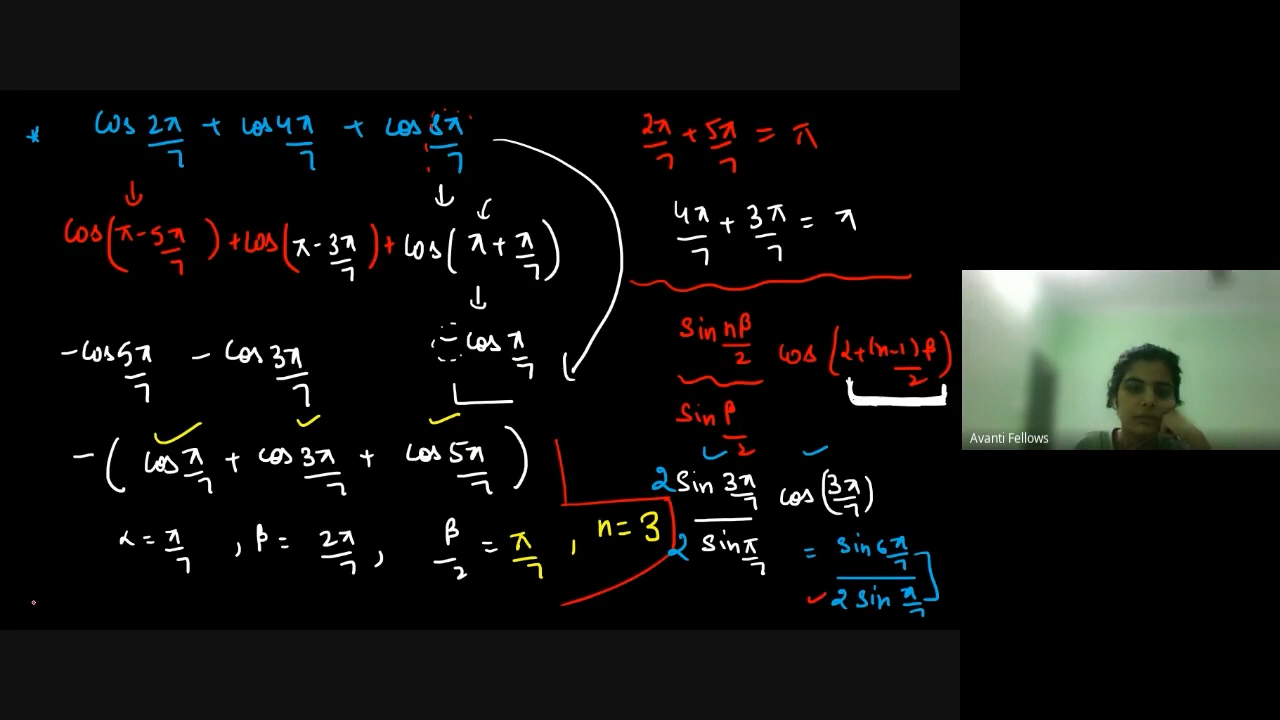 * cos 2π/7 + cos 4π/7 + cos 8π/7
cos(π - 5π/7) + cos(π - 3π/7) + cos(π + π/7)
-cos 5π/7 - cos 3π/7 - cos π/7
-(cos π/7 + cos 3π/7 + cos 5π/7)
α = π/7, β = 2π/7, β/2 = π/7, n = 3
2π/7 + 5π/7 = π
4π/7 + 3π/7 = π
sin nβ/2 / sin β/2 cos(2+(n-1)β/2)
2 sin 3π/7 / 2 sin π/7 cos(3π/7)
= sin 6π/7 / 2 sin π/7
Avanti Fellows